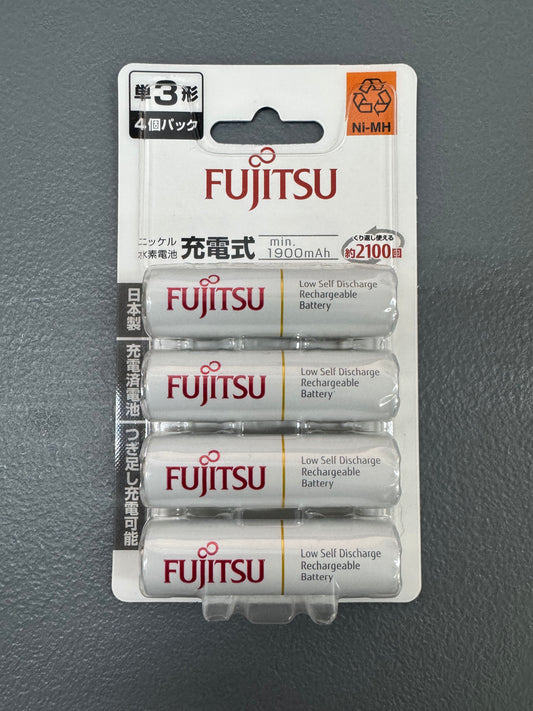 単3形
4個パック
Ni-MH
FUJITSU
ニッケル
水素電池
充電式
min.
1900mAh
くり返し使える
約2100回
日本製
充電済電池
つぎ足し充電可能
FUJITSU
Low Self Discharge
Rechargeable
Battery
FUJITSU
Low Self Discharge
Rechargeable
Battery
FUJITSU
Low Self Discharge
Rechargeable
Battery
FUJITSU
Low Self Discharge
Rechargeable
Battery